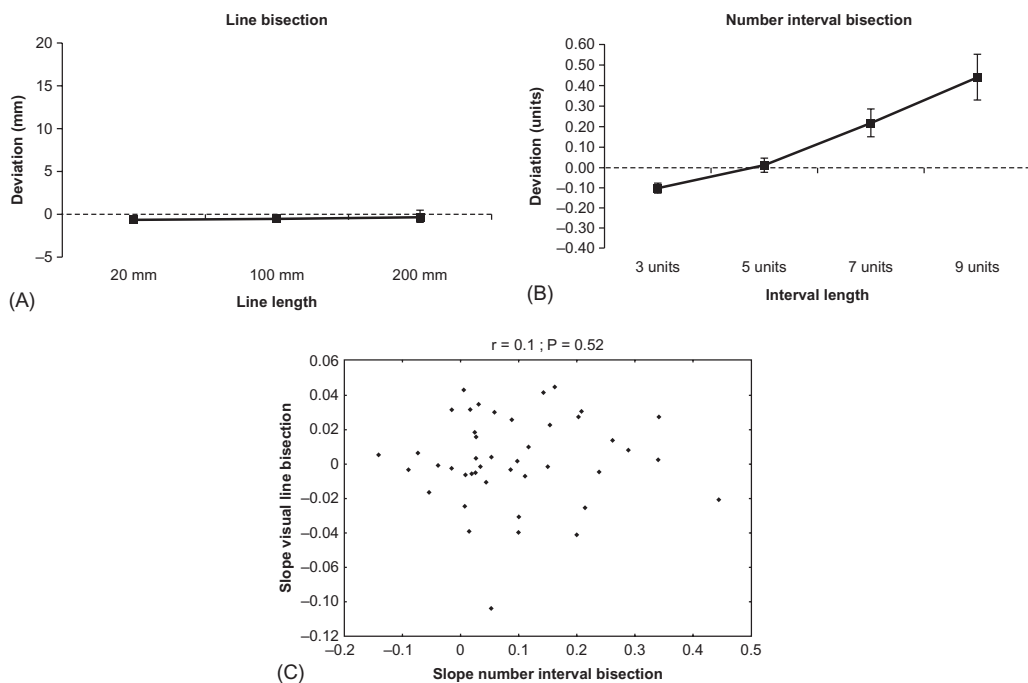 Line bisection
20
15
10
5
0
–5
Deviation (mm)
20 mm 100 mm 200 mm
Line length
(A)
Number interval bisection
0.60
0.50
0.40
0.30
0.20
0.10
0.00
–0.10
–0.20
–0.30
–0.40
Deviation (units)
3 units 5 units 7 units 9 units
Interval length
(B)
r = 0.1 ; P = 0.52
0.06
0.04
0.02
0
–0.02
–0.04
–0.06
–0.10
–0.12
Slope visual line bisection
–0.2 –0.1 0 0.1 0.2 0.3 0.4 0.5
Slope number interval bisection
(C)